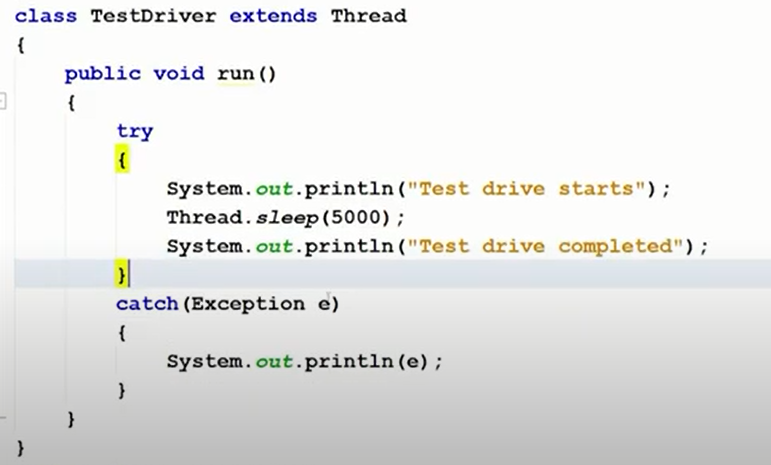 class TestDriver extends Thread
{
public void run()
{
try
{
System.out.println("Test drive starts");
Thread.sleep(5000);
System.out.println("Test drive completed");
}
catch(Exception e)
{
System.out.println(e);
}
}
}